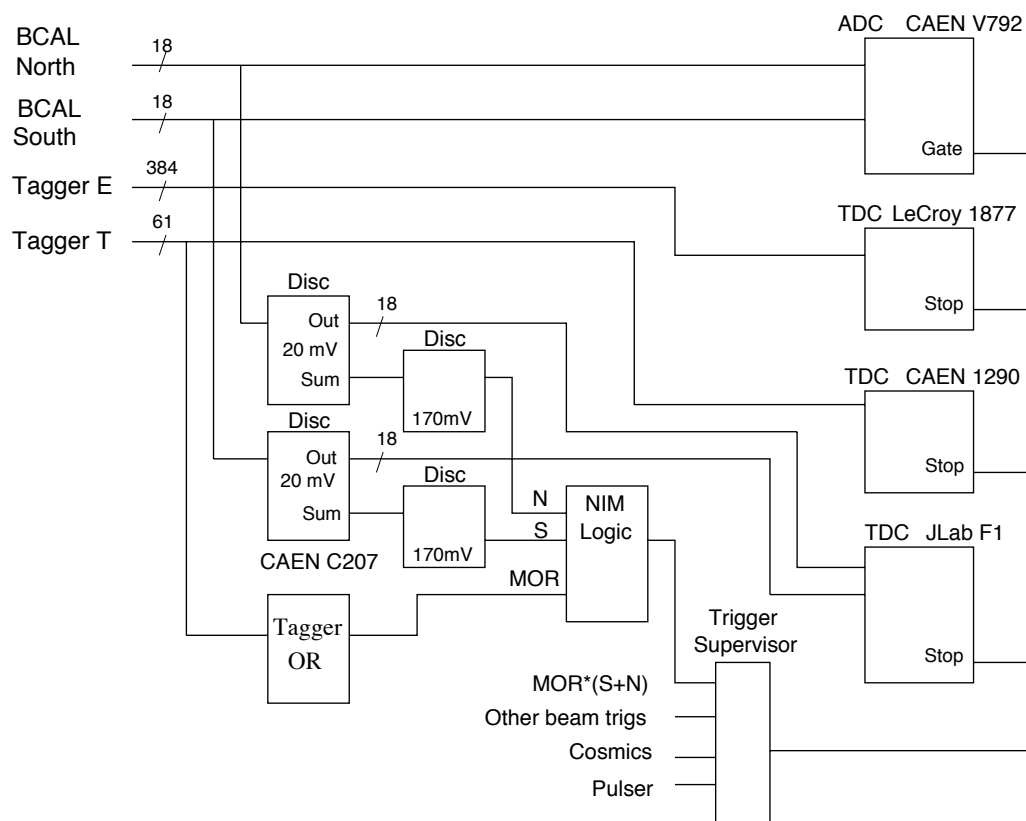 BCAL
North
18
BCAL
South
18
Tagger E
384
Tagger T
61
ADC CAEN V792
Gate
TDC LeCroy 1877
Stop
TDC CAEN 1290
Stop
TDC JLab F1
Stop
Disc
Out
20 mV
Sum
18
Disc
170mV
Disc
Out
20 mV
Sum
18
CAEN C207
Disc
170mV
N
S
MOR
NIM
Logic
Tagger
OR
Trigger
Supervisor
MOR*(S+N)
Other beam trigs
Cosmics
Pulser